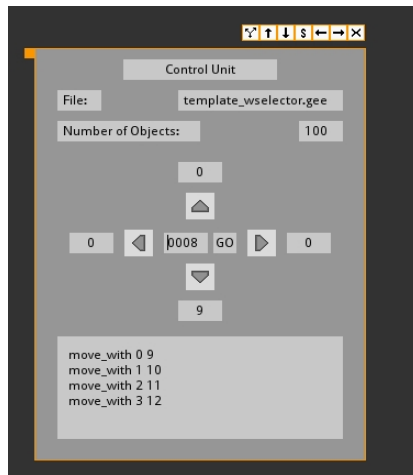 S
Control Unit
File: template_wselector.gee
Number of Objects: 100
0
0 0008 GO 0
9
move_with 0 9
move_with 1 10
move_with 2 11
move_with 3 12